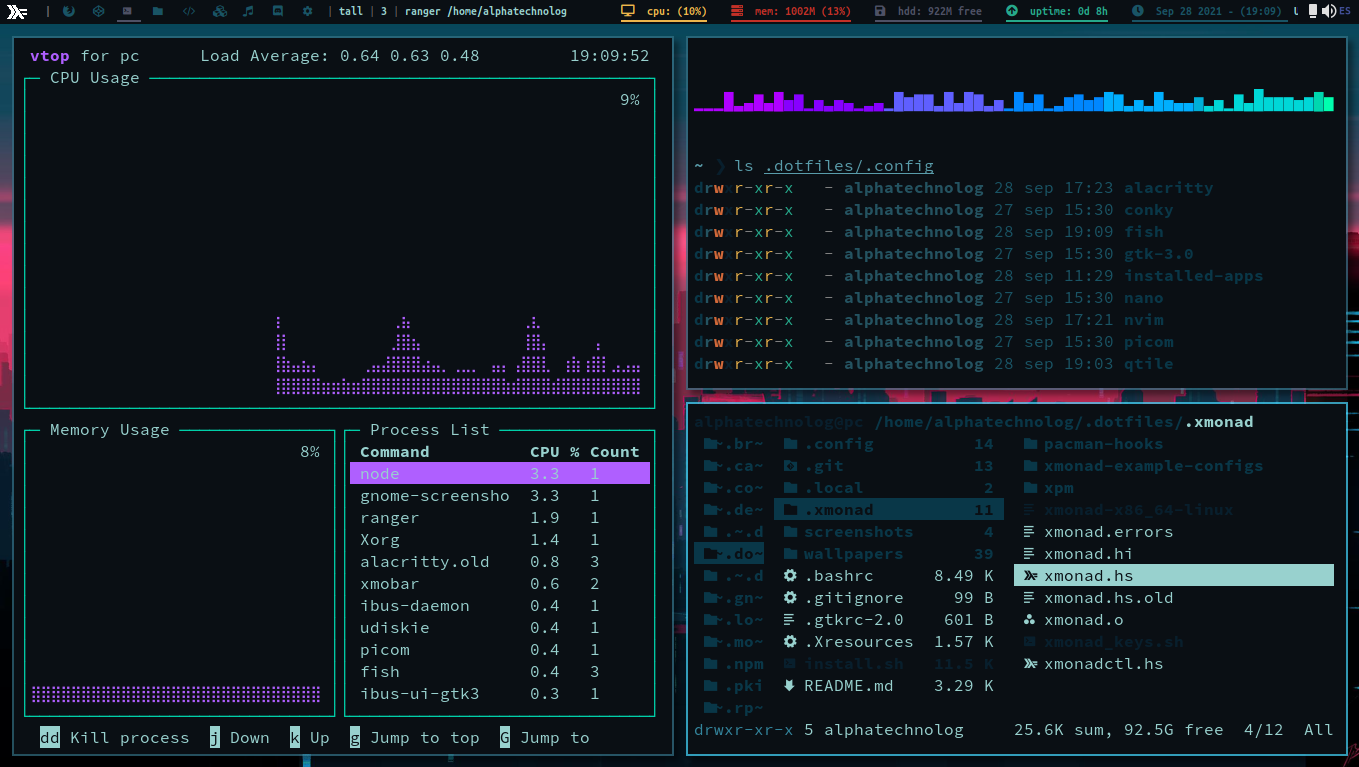 | | tall | 3 | ranger /home/alphatechnolog cpu: (10%) mem: 1002M (13%) hdd: 922M free uptime: 0d 8h Sep 28 2021 - (19:09) ES
vtop for pc Load Average: 0.64 0.63 0.48 19:09:52
CPU Usage
9%
Memory Usage
8%
Process List
Command CPU % Count
node 3.3 1
gnome-screensho 3.3 1
ranger 1.9 1
Xorg 1.4 1
alacritty.old 0.8 3
xmobar 0.6 2
ibus-daemon 0.4 1
udiskie 0.4 1
picom 0.4 1
fish 0.4 3
ibus-ui-gtk3 0.3 1
dd Kill process j Down k Up g Jump to top G Jump to
~ ❯ ls .dotfiles/.config
drwxr-xr-x - alphatechnolog 28 sep 17:23 alacritty
drwxr-xr-x - alphatechnolog 27 sep 15:30 conky
drwxr-xr-x - alphatechnolog 28 sep 19:09 fish
drwxr-xr-x - alphatechnolog 27 sep 15:30 gtk-3.0
drwxr-xr-x - alphatechnolog 28 sep 11:29 installed-apps
drwxr-xr-x - alphatechnolog 27 sep 15:30 nano
drwxr-xr-x - alphatechnolog 28 sep 17:21 nvim
drwxr-xr-x - alphatechnolog 27 sep 15:30 picom
drwxr-xr-x - alphatechnolog 28 sep 19:03 qtile
alphatechnolog@pc /home/alphatechnolog/.dotfiles/.xmonad
.br~ .config 14 pacman-hooks
.ca~ .git 13 xmonad-example-configs
.co~ .local 2 xpm
.de~ .xmonad 11 xmonad-x86_64-linux
.~.d screenshots 4 xmonad.errors
.do~ wallpapers 39 xmonad.hi
.~.d .bashrc 8.49 K xmonad.hs
.gn~ .gitignore 99 B xmonad.hs.old
.lo~ .gtkrc-2.0 601 B xmonad.o
.mo~ .Xresources 1.57 K xmonad_keys.sh
.npm install.sh 11.5 K xmonadctl.hs
.pki README.md 3.29 K
.rp~
drwxr-xr-x 5 alphatechnolog 25.6K sum, 92.5G free 4/12 All